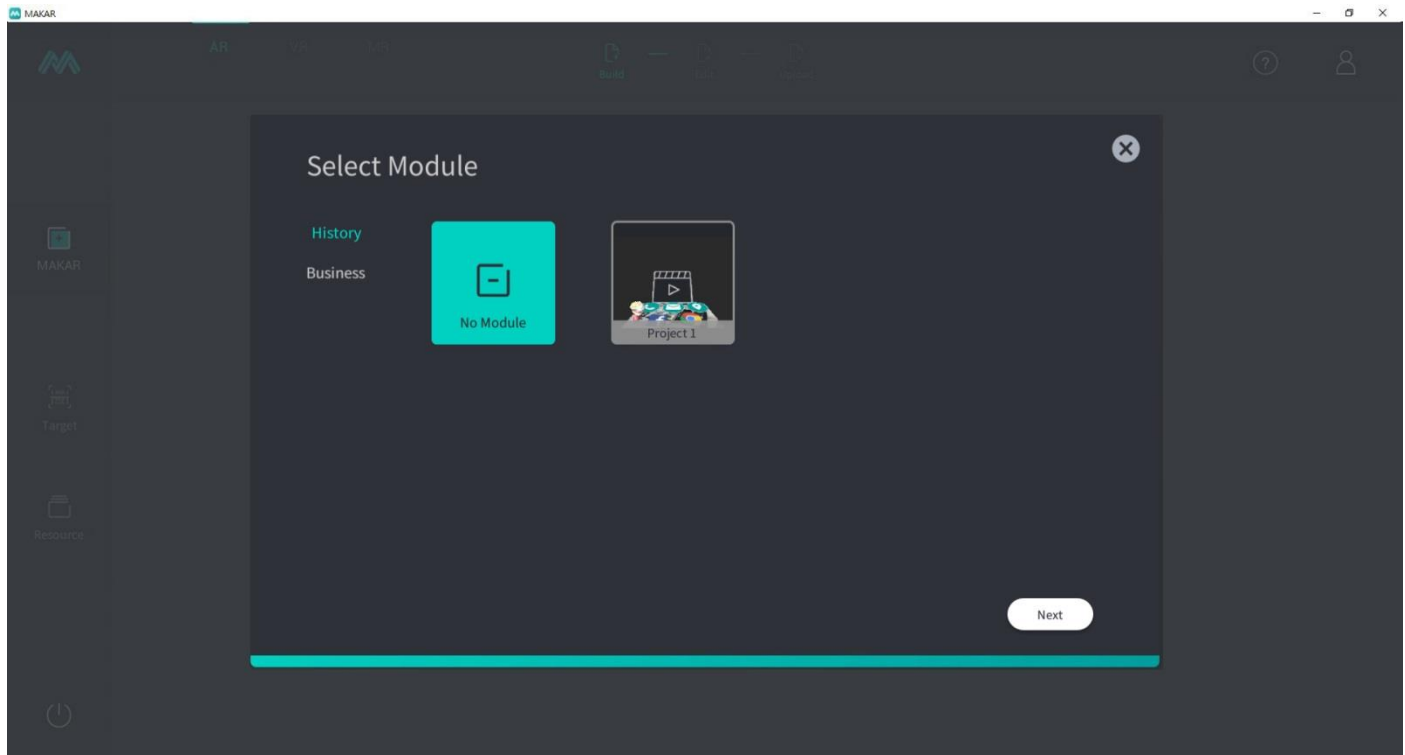 MAKAR
AR VR MR
Build
Select Module
History
Business
No Module
Project 1
MAKAR
Target
Resource
Next